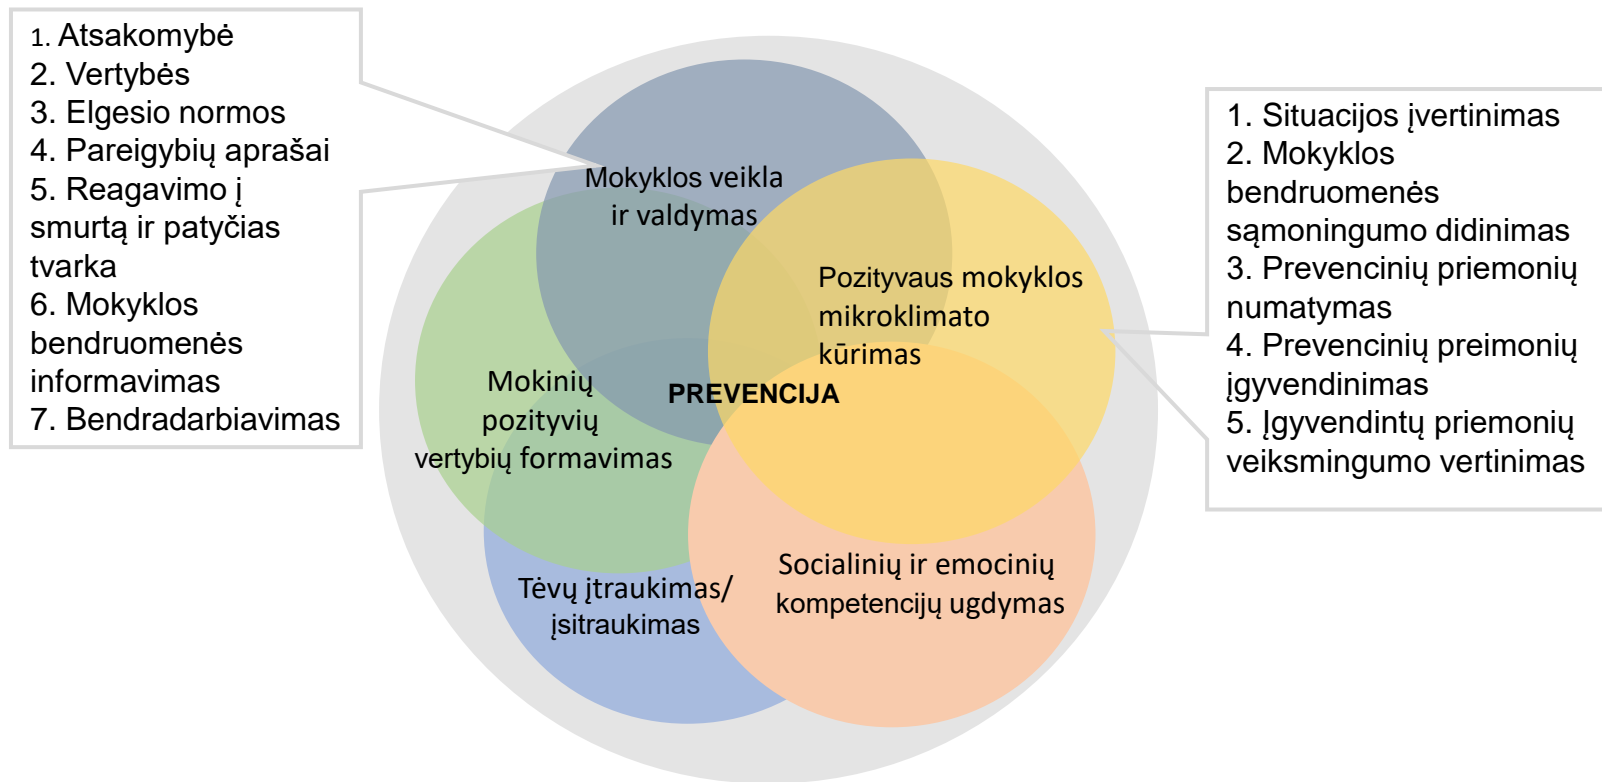 1. Atsakomybė
2. Vertybės
3. Elgesio normos
4. Pareigybių aprašai
5. Reagavimo į
smurtą ir patyčias
tvarka
6. Mokyklos
bendruomenės
informavimas
7. Bendradarbiavimas
Mokyklos veikla
ir valdymas
Pozityvaus mokyklos
mikroklimato
kūrimas
Mokinių
pozityvių
vertybių formavimas
PREVENCIJA
Tėvų įtraukimas/
įsitraukimas
Socialinių ir emocinių
kompetencijų ugdymas
1. Situacijos įvertinimas
2. Mokyklos
bendruomenės
sąmoningumo didinimas
3. Prevencinių priemonių
numatymas
4. Prevencinių preimonių
įgyvendinimas
5. Įgyvendintų priemonių
veiksmingumo vertinimas